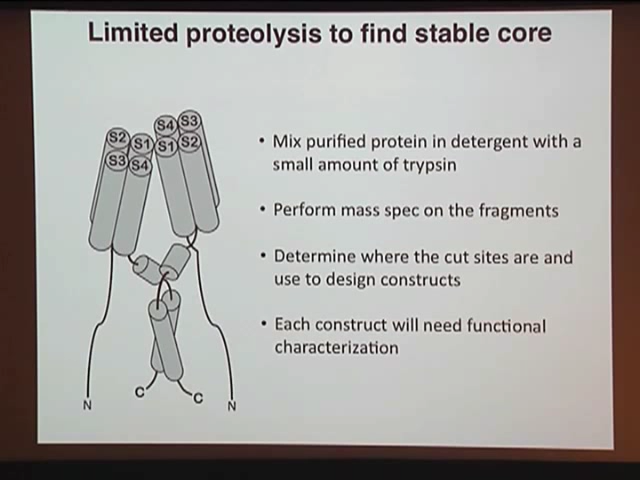 Limited proteolysis to find stable core
S4 S3
S2 S1 S1 S2
S3 S4
• Mix purified protein in detergent with a
small amount of trypsin
• Perform mass spec on the fragments
• Determine where the cut sites are and
use to design constructs
• Each construct will need functional
characterization
C C
N N